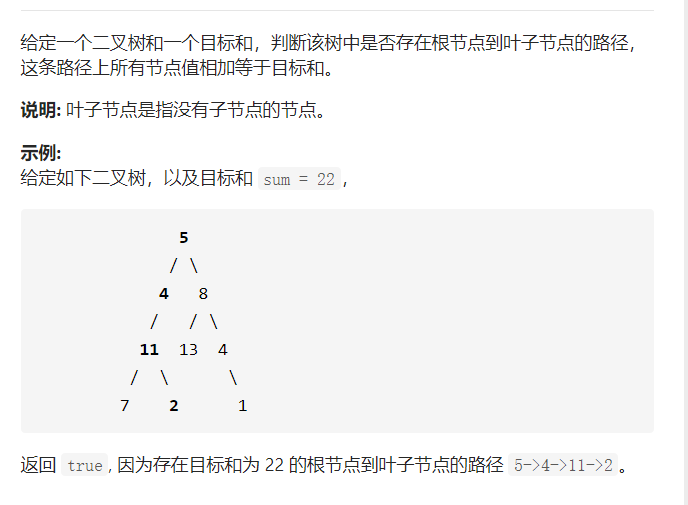 给定一个二叉树和一个目标和，判断该树中是否存在根节点到叶子节点的路径，
这条路径上所有节点值相加等于目标和。
说明: 叶子节点是指没有子节点的节点。
示例:
给定如下二叉树，以及目标和 sum = 22，
5
/ \
4 8
/ / \
11 13 4
/ \ \
7 2 1
返回 true, 因为存在目标和为 22 的根节点到叶子节点的路径 5->4->11->2。